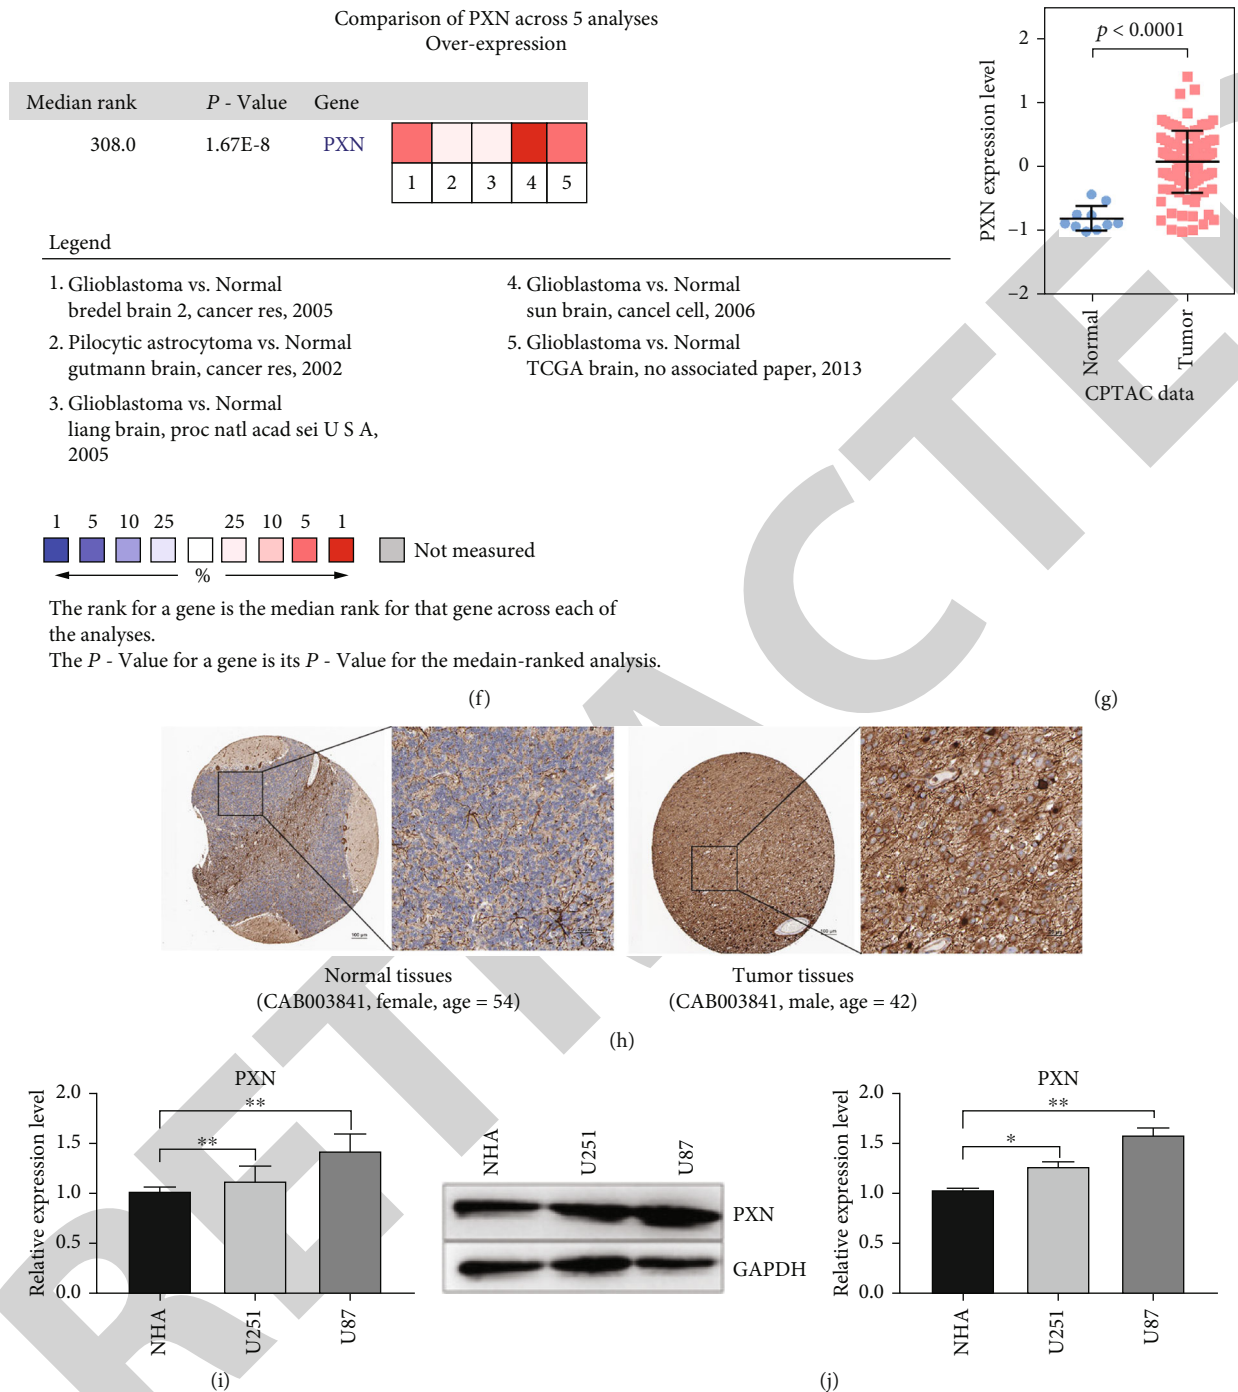 Comparison of PXN across 5 analyses
Over-expression
Median rank P - Value Gene
308.0 1.67E-8 PXN
1 2 3 4 5
Legend
1. Glioblastoma vs. Normal
bredel brain 2, cancer res, 2005
2. Pilocytic astrocytoma vs. Normal
gutmann brain, cancer res, 2002
3. Glioblastoma vs. Normal
liang brain, proc natl acad sei U S A,
2005
4. Glioblastoma vs. Normal
sun brain, cancel cell, 2006
5. Glioblastoma vs. Normal
TCGA brain, no associated paper, 2013
1 5 10 25 25 10 5 1
Not measured
%
The rank for a gene is the median rank for that gene across each of
the analyses.
The P - Value for a gene is its P - Value for the medain-ranked analysis.
(f)
PXN expression level
2
1
0
–1
–2
p < 0.0001
Normal
Tumor
CPTAC data
(g)
100 μm
100 μm
Normal tissues
(CAB003841, female, age = 54)
Tumor tissues
(CAB003841, male, age = 42)
(h)
PXN
Relative expression level
2.0
1.5
1.0
0.5
0.0
**
**
NHA
U251
U87
(i)
NHA
U251
U87
PXN
GAPDH
PXN
Relative expression level
2.0
1.5
1.0
0.5
0.0
**
*
NHA
U251
U87
(j)
RETRACTED